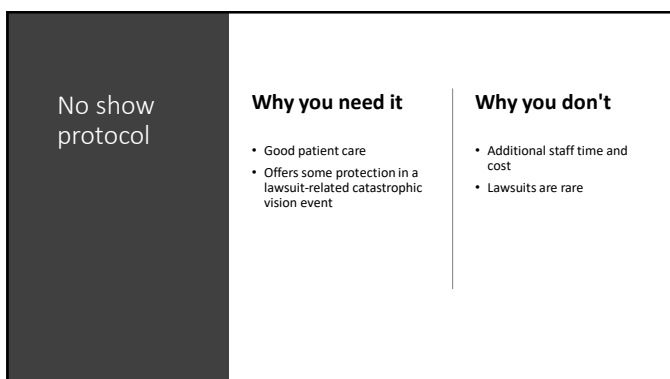 No show
protocol
Why you need it
• Good patient care
• Offers some protection in a
lawsuit-related catastrophic
vision event
Why you don't
• Additional staff time and
cost
• Lawsuits are rare